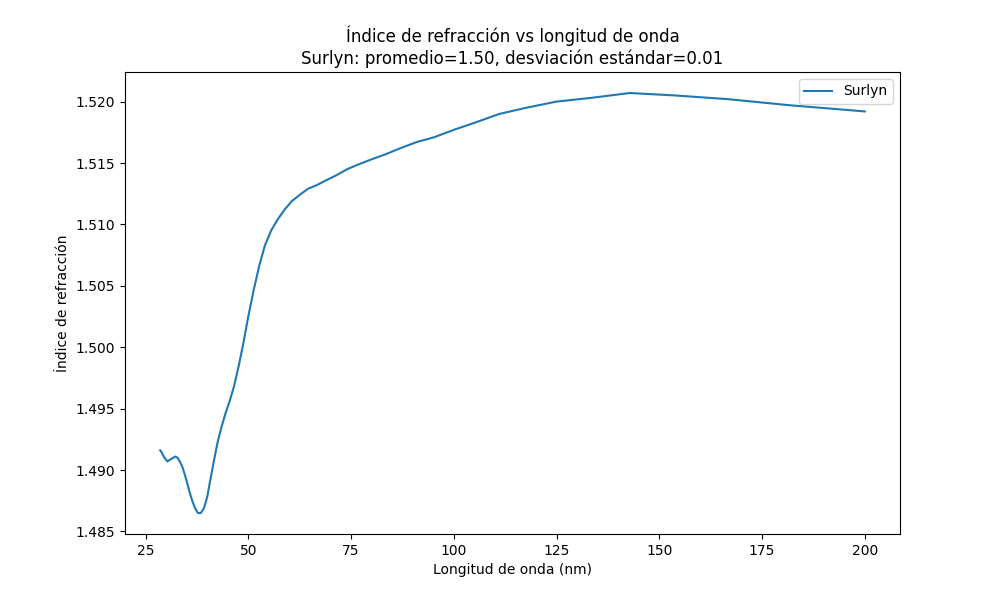 Índice de refracción vs longitud de onda
Surlyn: promedio=1.50, desviación estándar=0.01
Surlyn
1.520
1.515
1.510
1.505
1.500
1.495
1.490
1.485
Índice de refracción
25 50 75 100 125 150 175 200
Longitud de onda (nm)